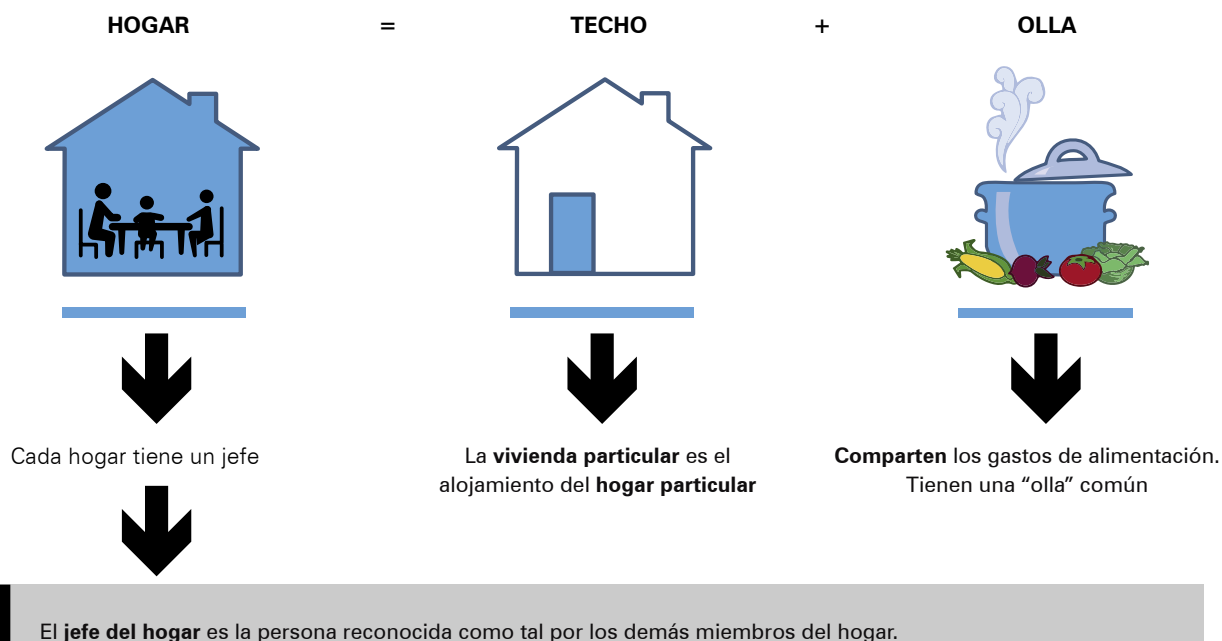 HOGAR = TECHO + OLLA
Cada hogar tiene un jefe
La vivienda particular es el
alojamiento del hogar particular
Comparten los gastos de alimentación.
Tienen una “olla” común
El jefe del hogar es la persona reconocida como tal por los demás miembros del hogar.